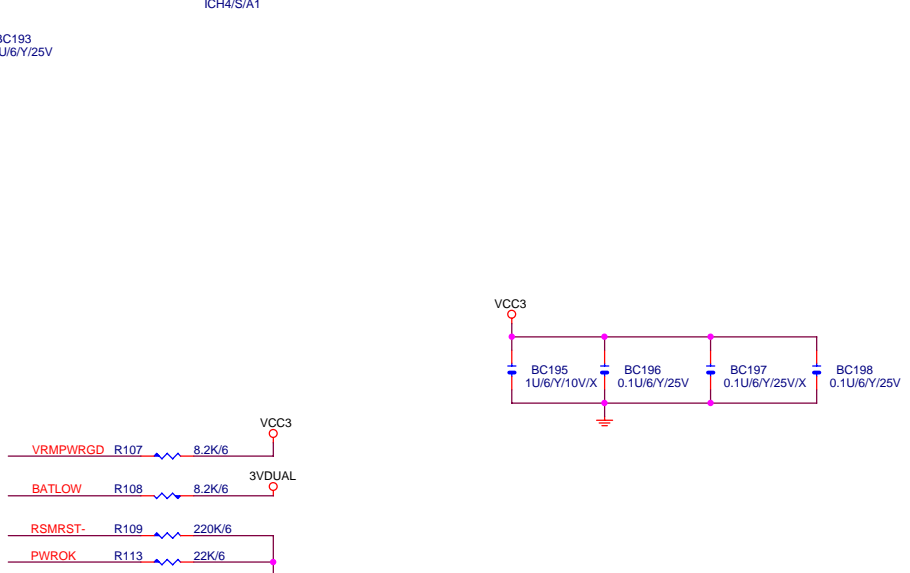 ICH4/S/A1
BC193
U/6/Y/25V
VCC3
BC195
1U/6/Y/10V/X
BC196
0.1U/6/Y/25V
BC197
0.1U/6/Y/25V/X
BC198
0.1U/6/Y/25V
VCC3
VRMPWRGD R107 8.2K/6
3VDUAL
BATLOW R108 8.2K/6
RSMRST- R109 220K/6
PWROK R113 22K/6